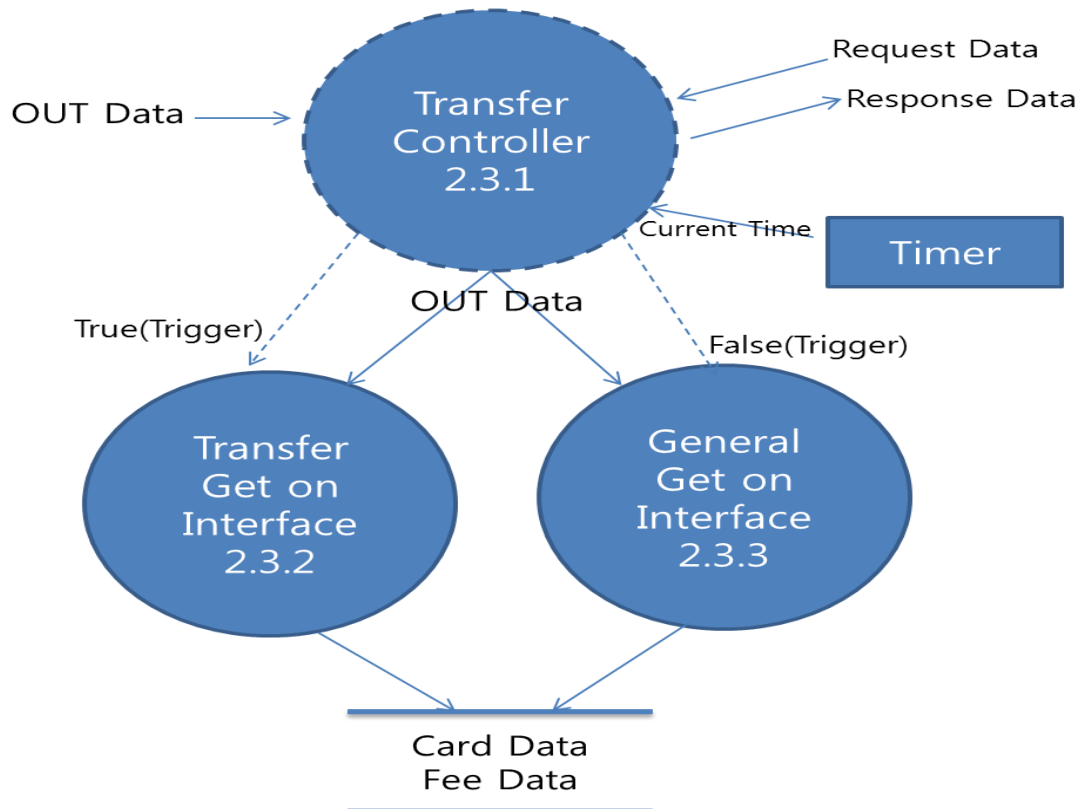 Request Data
Transfer
Controller
2.3.1
OUT Data
Response Data
Current Time
Timer
OUT Data
True(Trigger)
False(Trigger)
Transfer
Get on
Interface
2.3.2
General
Get on
Interface
2.3.3
Card Data
Fee Data